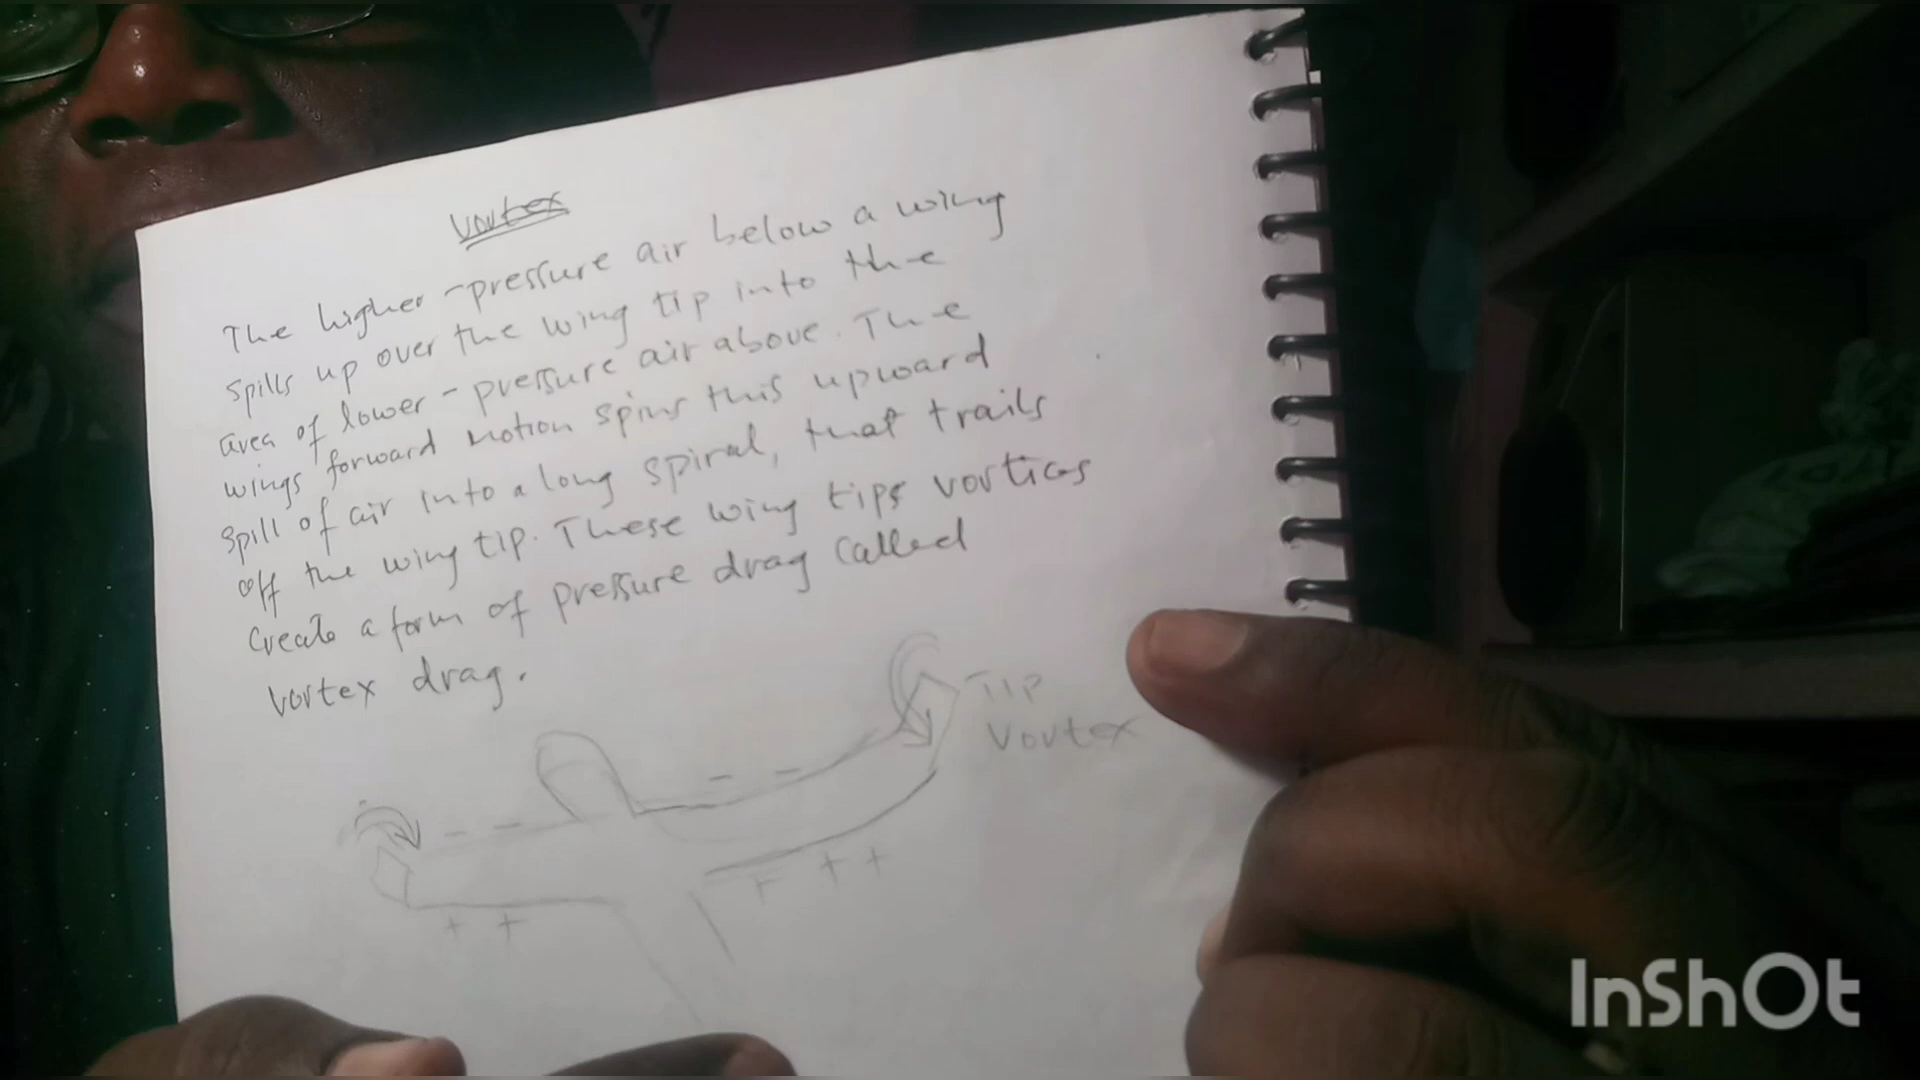 Vortex
The higher-pressure air below a wing
spills up over the wing tip into the
area of lower-pressure air above. The
wings forward motion spins this upward
spill of air into a long spiral, that trails
off the wing tip. These wing tips vortices
Create a form of pressure drag called
Vortex drag.
TIP
Vortex
- -
- -
+ + +
+ +
InShOt